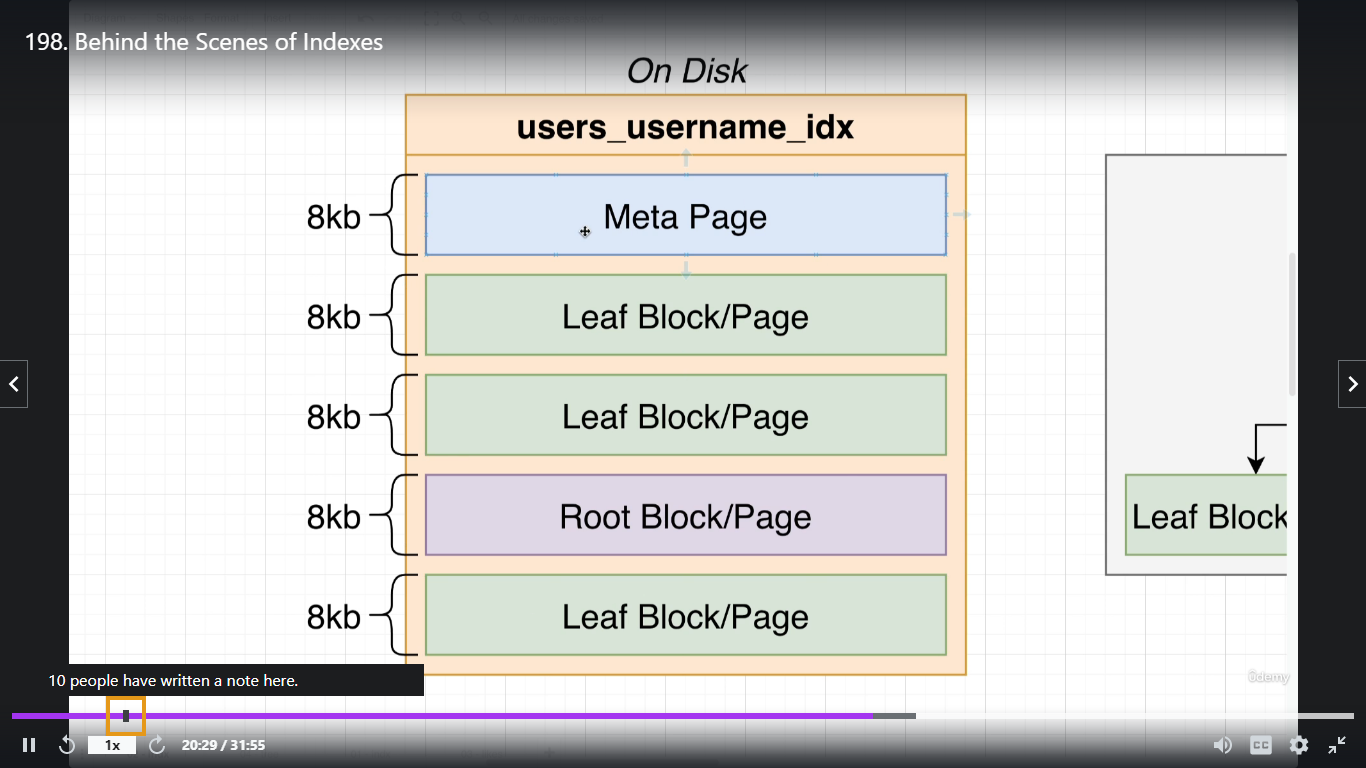 198. Behind the Scenes of Indexes
On Disk
users_username_idx
8kb
Meta Page
8kb
Leaf Block/Page
8kb
Leaf Block/Page
8kb
Root Block/Page
Leaf Block
8kb
Leaf Block/Page
10 people have written a note here.
ûdemy
1x
20:29 / 31:55
CC